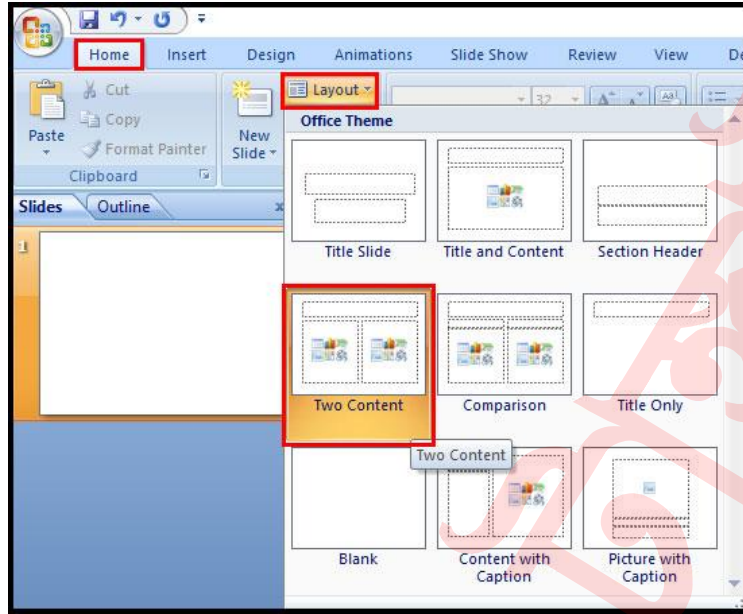 Home Insert Design Animations Slide Show Review View De
Cut
Copy
Format Painter
Paste
New
Slide
Layout
32
Clipboard
Slides Outline
1
Office Theme
Title Slide Title and Content Section Header
Two Content Comparison Title Only
Two Content
Blank Content with
Caption Picture with
Caption